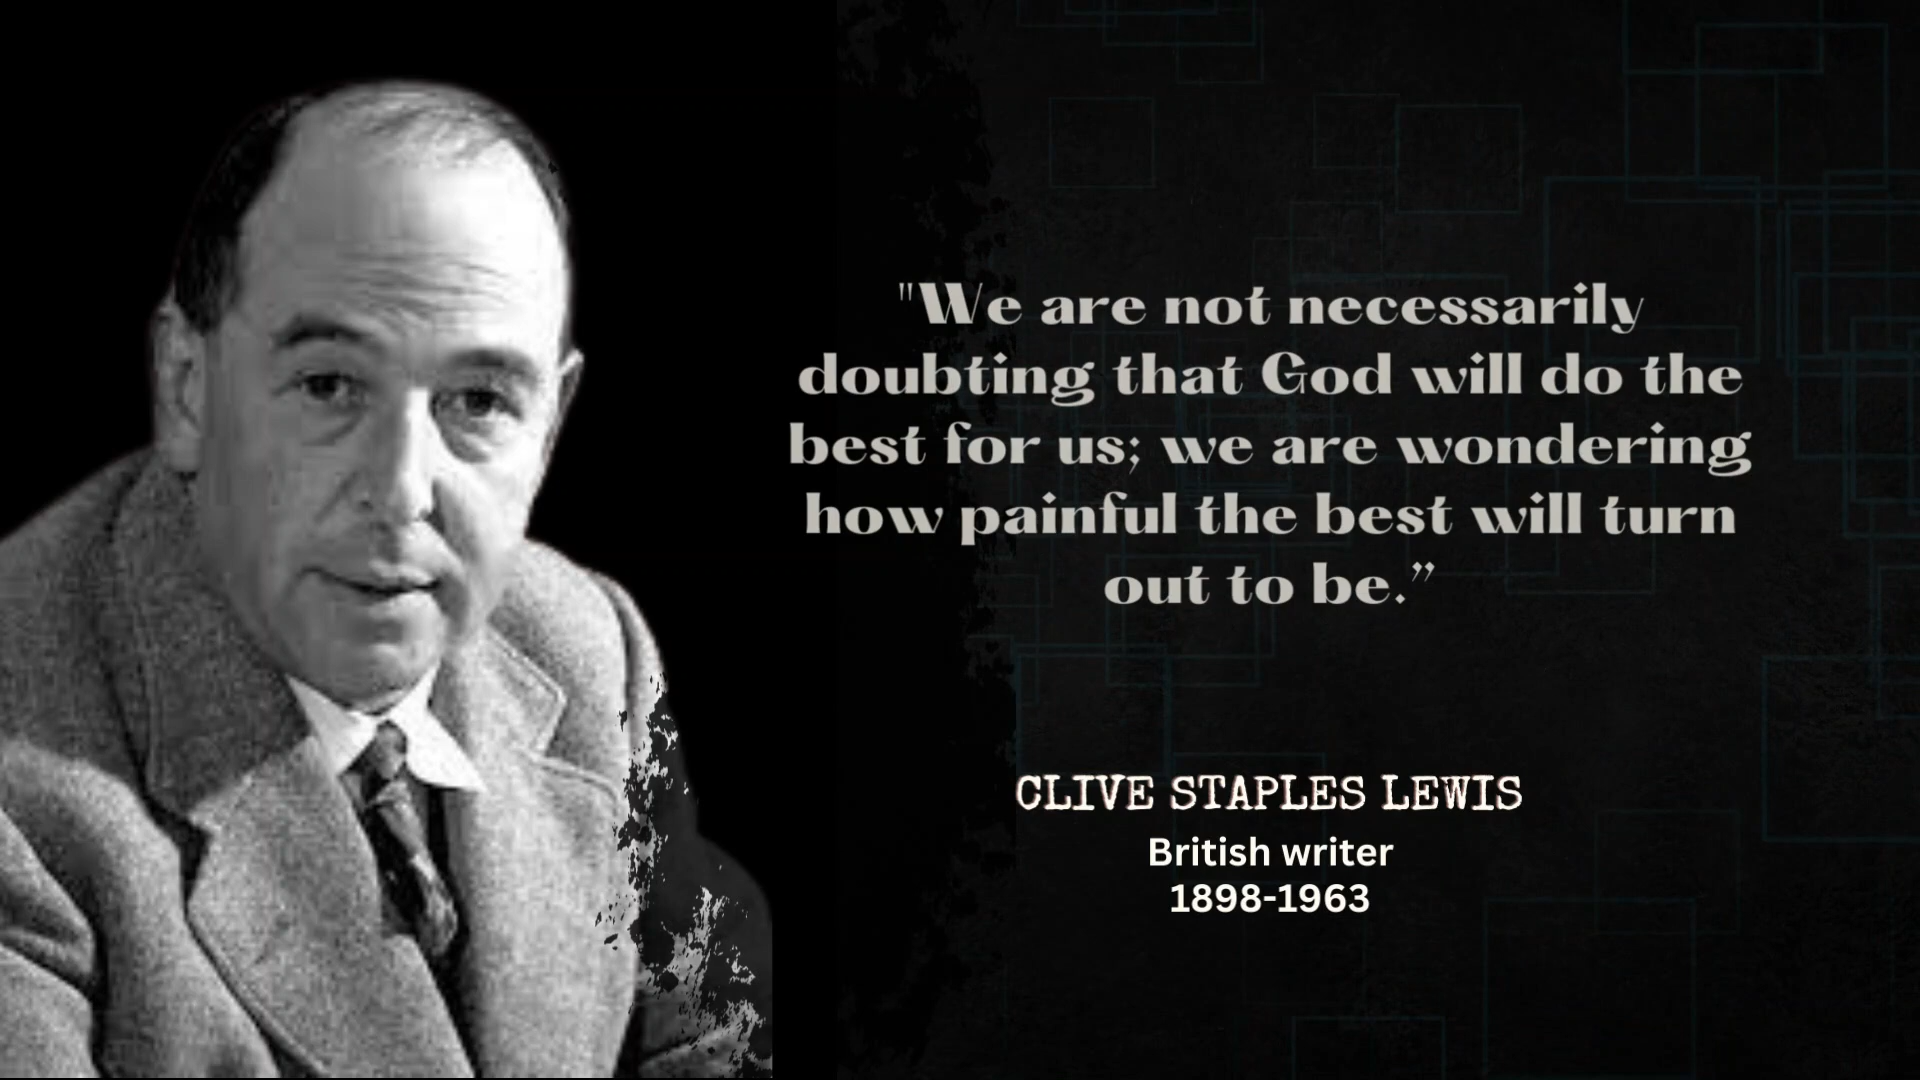 "We are not necessarily
doubting that God will do the
best for us; we are wondering
how painful the best will turn
out to be.”
CLIVE STAPLES LEWIS
British writer
1898-1963